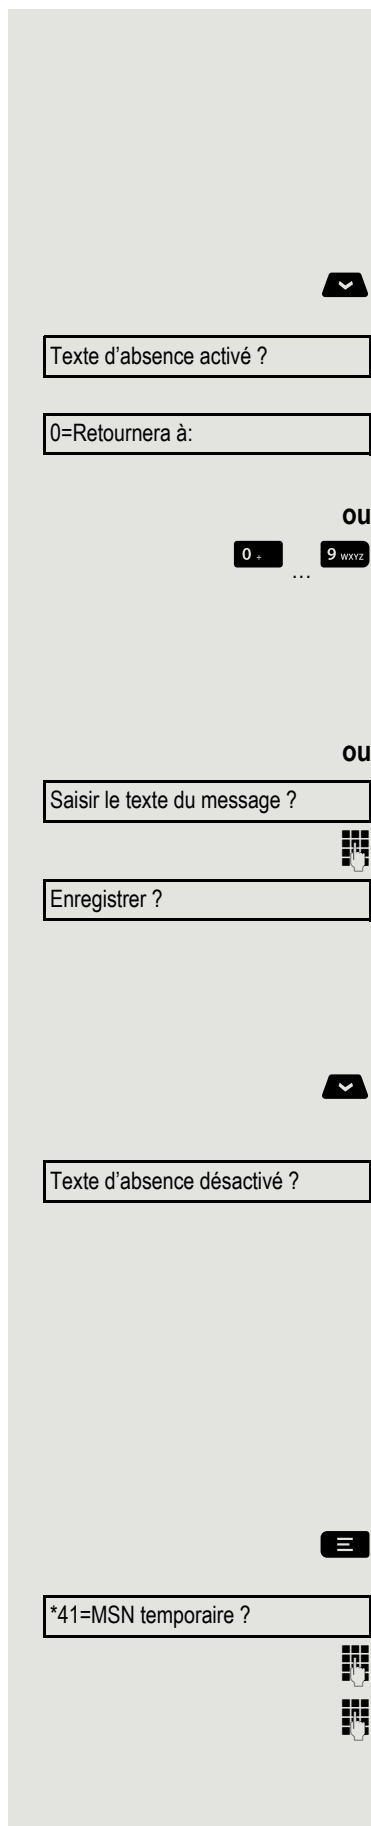 Texte d’absence activé ?
0=Retournera à:
ou
0 + ... 9 WXYZ
ou
Saisir le texte du message ?
Enregistrer ?
Texte d’absence désactivé ?
*41=MSN temporaire ?